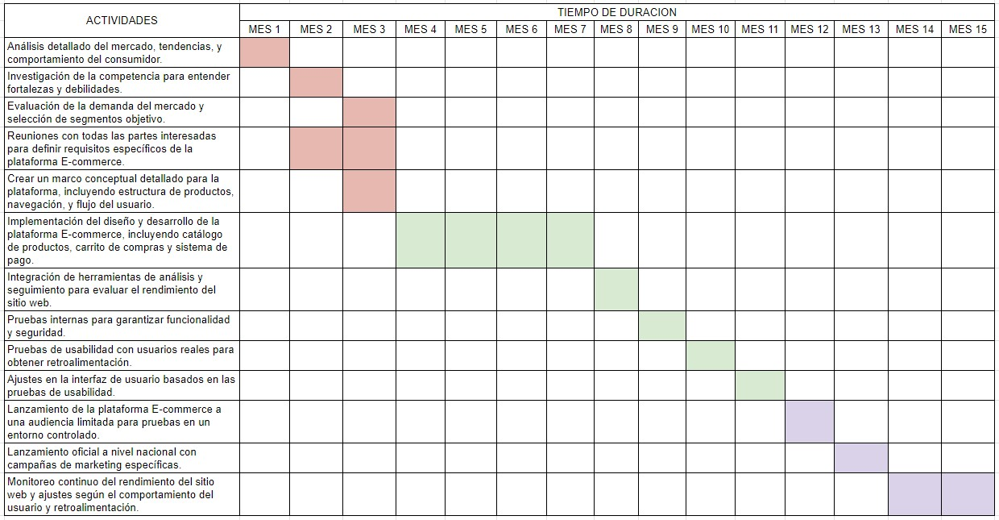 ACTIVIDADES
TIEMPO DE DURACION
MES 1 MES 2 MES 3 MES 4 MES 5 MES 6 MES 7 MES 8 MES 9 MES 10 MES 11 MES 12 MES 13 MES 14 MES 15
Análisis detallado del mercado, tendencias, y
comportamiento del consumidor.
Investigación de la competencia para entender
fortalezas y debilidades.
Evaluación de la demanda del mercado y
selección de segmentos objetivo.
Reuniones con todas las partes interesadas
para definir requisitos específicos de la
plataforma E-commerce.
Crear un marco conceptual detallado para la
plataforma, incluyendo estructura de productos,
navegación, y flujo del usuario.
Implementación del diseño y desarrollo de la
plataforma E-commerce, incluyendo catálogo
de productos, carrito de compras y sistema de
pago.
Integración de herramientas de análisis y
seguimiento para evaluar el rendimiento del
sitio web.
Pruebas internas para garantizar funcionalidad
y seguridad.
Pruebas de usabilidad con usuarios reales para
obtener retroalimentación.
Ajustes en la interfaz de usuario basados en las
pruebas de usabilidad.
Lanzamiento de la plataforma E-commerce a
una audiencia limitada para pruebas en un
entorno controlado.
Lanzamiento oficial a nivel nacional con
campañas de marketing específicas.
Monitoreo continuo del rendimiento del sitio
web y ajustes según el comportamiento del
usuario y retroalimentación.